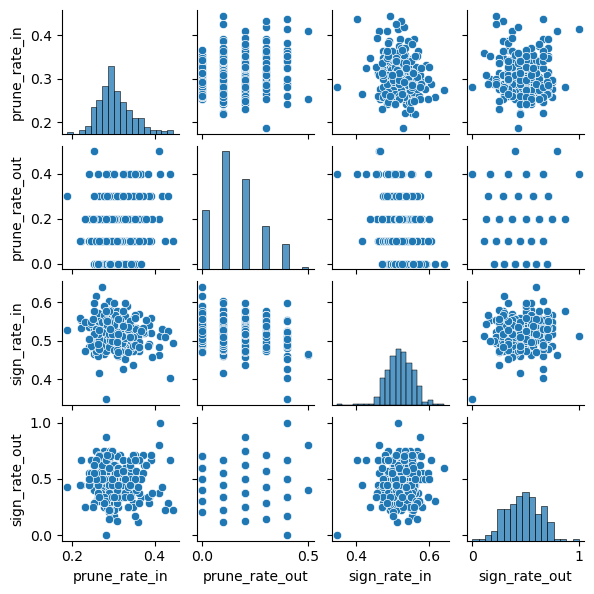 prune_rate_in
0.4
0.3
0.2
prune_rate_out
0.4
0.2
0.0
sign_rate_in
0.6
0.5
0.4
sign_rate_out
1.0
0.5
0.0
0.2 0.4 0.0 0.5 0.4 0.6 0 1
prune_rate_in prune_rate_out sign_rate_in sign_rate_out